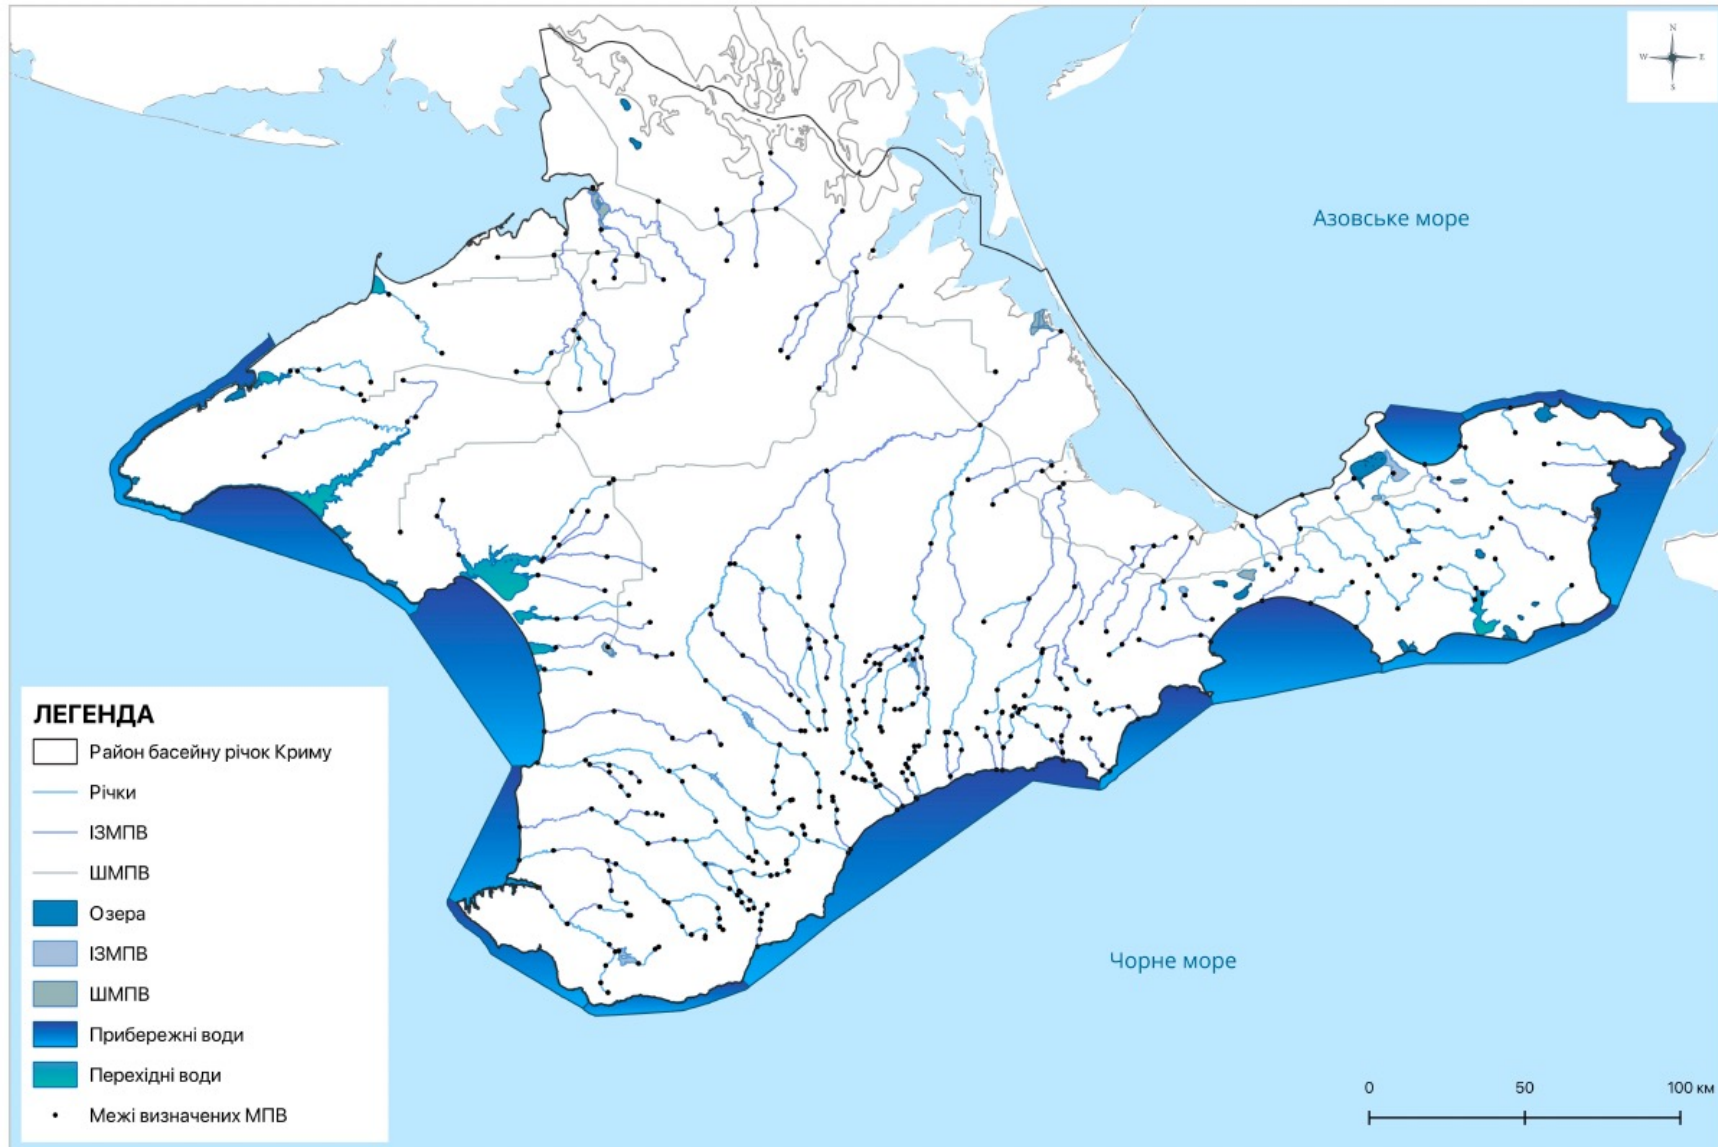 N
W E
S
Азовське море
Чорне море
ЛЕГЕНДА
Район басейну річок Криму
Річки
ІЗМПВ
ШМПВ
Озера
ІЗМПВ
ШМПВ
Прибережні води
Перехідні води
Межі визначених МПВ
0 50 100 км